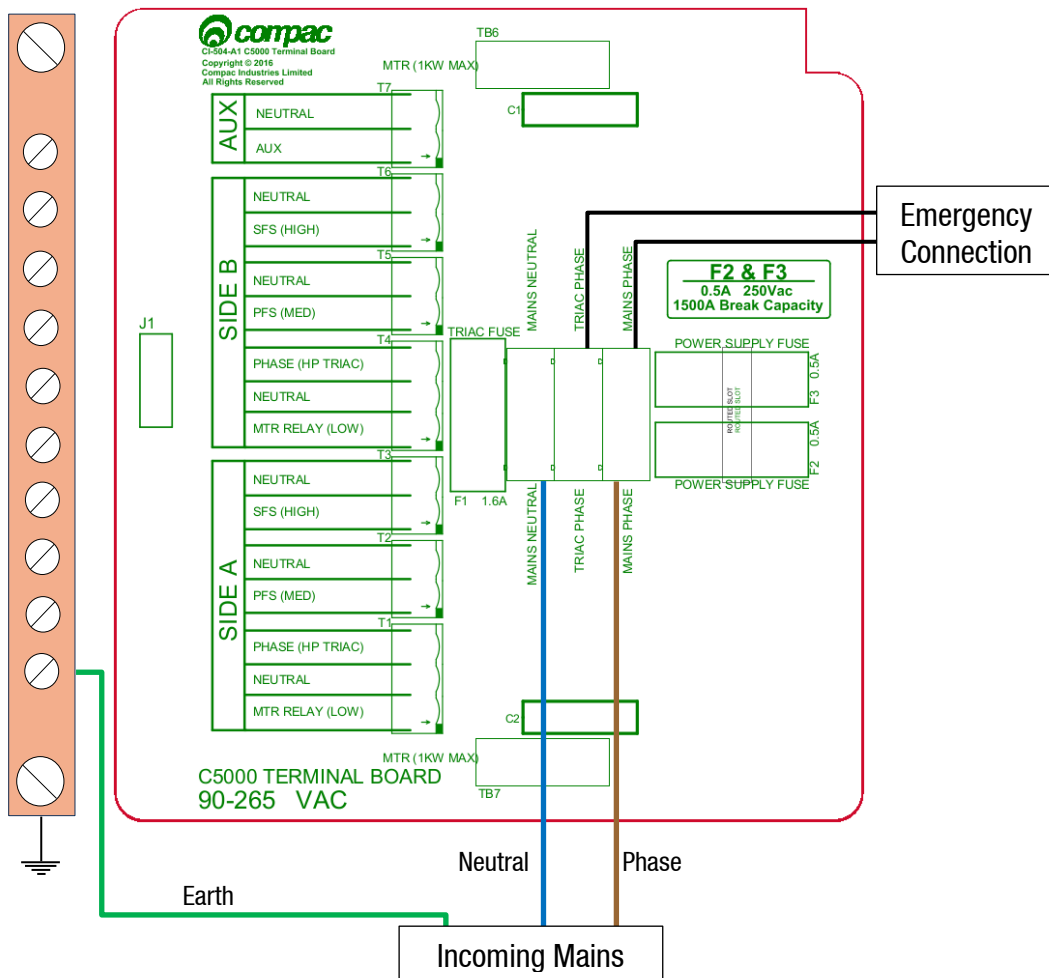 compac
CI-504-A1 C5000 Terminal Board
Copyright © 2016
Compac Industries Limited
All Rights Reserved
TB6
MTR (1KW MAX)
C1
T7
AUX
NEUTRAL
AUX
T6
SIDE B
NEUTRAL
SFS (HIGH)
T5
NEUTRAL
PFS (MED)
T4
PHASE (HP TRIAC)
NEUTRAL
MTR RELAY (LOW)
J1
T3
SIDE A
NEUTRAL
SFS (HIGH)
T2
NEUTRAL
PFS (MED)
T1
PHASE (HP TRIAC)
NEUTRAL
MTR RELAY (LOW)
TRIAC FUSE
F1 1.6A
MAINS NEUTRAL
TRIAC PHASE
MAINS PHASE
MAINS NEUTRAL
TRIAC PHASE
MAINS PHASE
Emergency
Connection
F2 & F3
0.5A 250Vac
1500A Break Capacity
POWER SUPPLY FUSE
F3 0.5A
ROUTED SLOT
ROUTED SLOT
F2 0.5A
POWER SUPPLY FUSE
C2
MTR (1KW MAX)
TB7
C5000 TERMINAL BOARD
90-265 VAC
Neutral
Phase
Earth
Incoming Mains